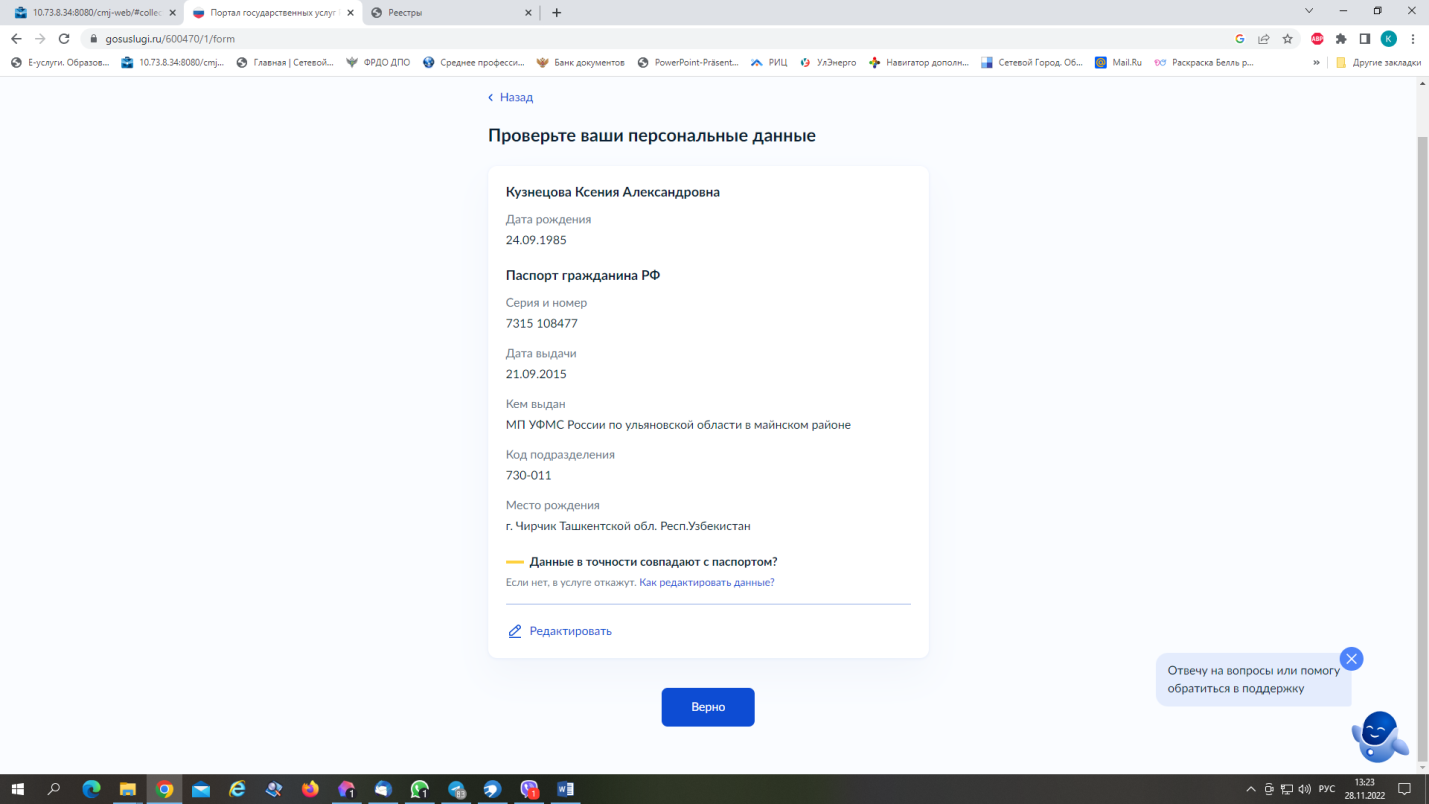 10.73.8.34:8080/cmj-web/#collec
Портал государственных услуг
Реестры
gosuslugi.ru/600470/1/form
Е-услуги. Образов...
10.73.8.34:8080/cmj...
Главная | Сетевой...
ФРДО ДПО
Среднее професси...
Банк документов
PowerPoint-Präsent...
РИЦ
УлЭнерго
Навигатор дополн...
Сетевой Город. Об...
Mail.Ru
Раскраска Белль р...
»
Другие закладки
Назад
Проверьте ваши персональные данные
Кузнецова Ксения Александровна
Дата рождения
24.09.1985
Паспорт гражданина РФ
Серия и номер
7315 108477
Дата выдачи
21.09.2015
Кем выдан
МП УФМС России по ульяновской области в майнском районе
Код подразделения
730-011
Место рождения
г. Чирчик Ташкентской обл. Респ.Узбекистан
Данные в точности совпадают с паспортом?
Если нет, в услуге откажут. Как редактировать данные?
Редактировать
Верно
Отвечу на вопросы или помогу
обратиться в поддержку
РУС
13:23
28.11.2022